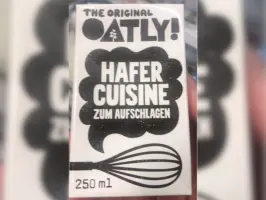 THE ORIGINAL
OATLY!
HAFER
CUISINE
ZUM AUFSCHLAGEN
250 ml